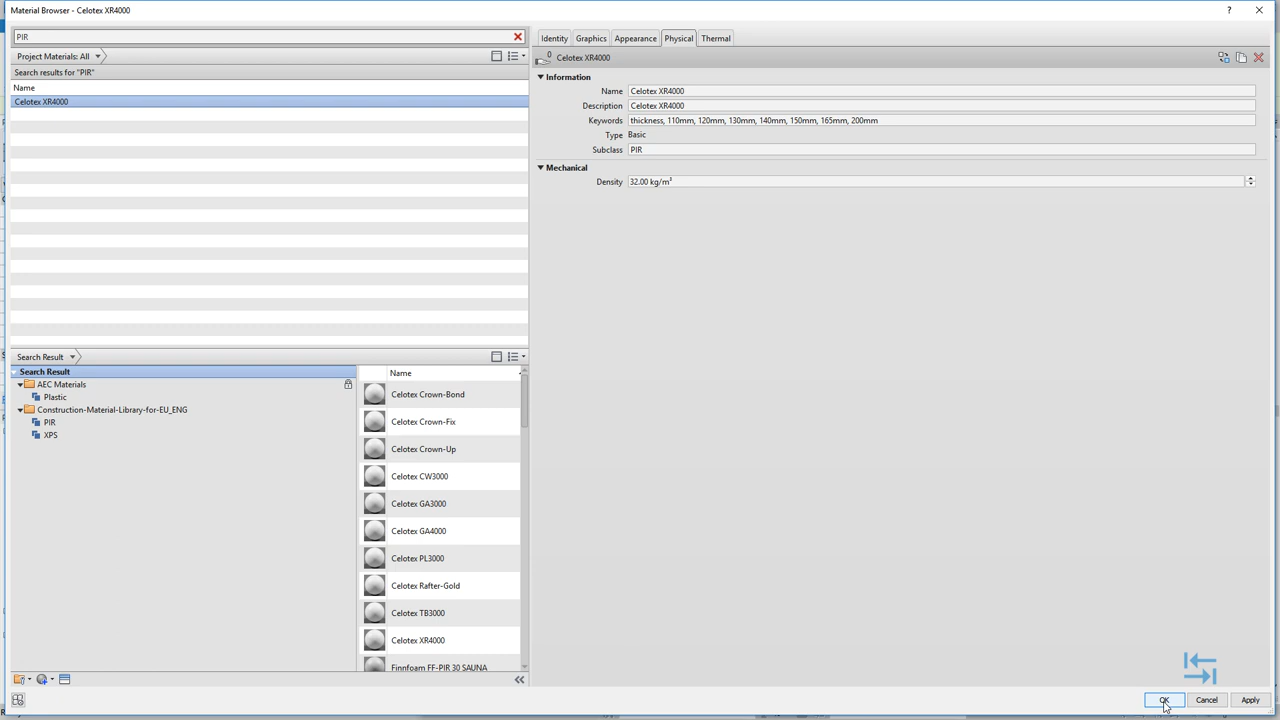 Material Browser - Celotex XR4000
?
PIR
Project Materials: All
Search results for "PIR"
Name
Celotex XR4000
Search Result
Search Result
AEC Materials
Plastic
Construction-Material-Library-for-EU_ENG
PIR
XPS
Name
Celotex Crown-Bond
Celotex Crown-Fix
Celotex Crown-Up
Celotex CW3000
Celotex GA3000
Celotex GA4000
Celotex PL3000
Celotex Rafter-Gold
Celotex TB3000
Celotex XR4000
Finnfoam FF-PIR 30 SAUNA
Identity Graphics Appearance Physical Thermal
0
Celotex XR4000
Information
Name Celotex XR4000
Description Celotex XR4000
Keywords thickness, 110mm, 120mm, 130mm, 140mm, 150mm, 165mm, 200mm
Type Basic
Subclass PIR
Mechanical
Density 32.00 kg/m³
OK Cancel Apply